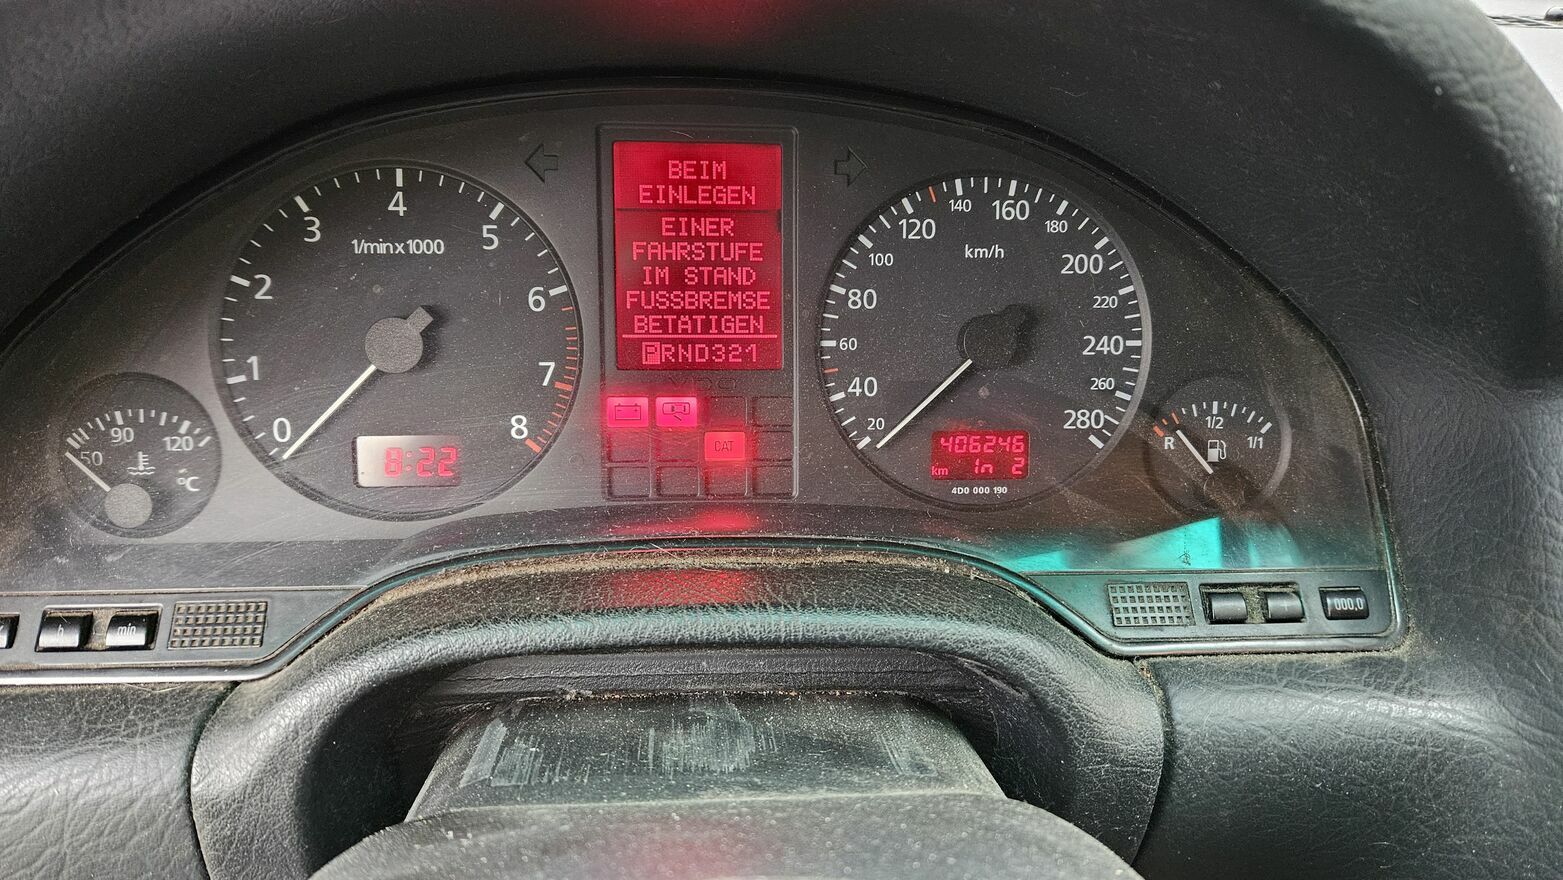 BEIM
EINLEGEN
EINER
FAHRSTUFE
IM STAND
FUSSBREMSE
BETÄTIGEN
PRND321
VDO
CAT
1/min x 1000
0
1
2
3
4
5
6
7
8
8:22
50
90
120
°C
km/h
20
40
60
80
100
120
140
160
180
200
220
240
260
280
406246
km
in 2
4D0 000 190
R
1/2
1/1
h
min
000,0